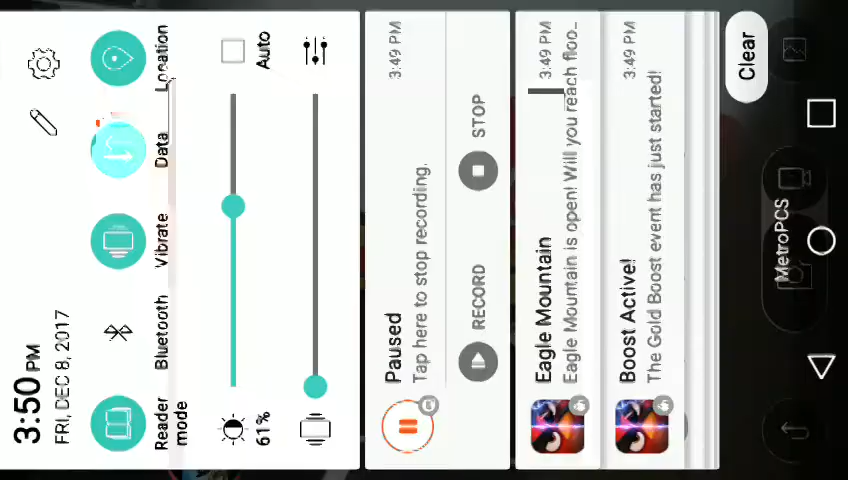 3:50 PM
FRI, DEC 8, 2017
Reader mode
Bluetooth
Vibrate
Data
Location
61%
Auto
Paused
3:49 PM
Tap here to stop recording.
RECORD
STOP
Eagle Mountain
3:49 PM
Eagle Mountain is open! Will you reach floo..
Boost Active!
3:49 PM
The Gold Boost event has just started!
Clear
MetroPCS